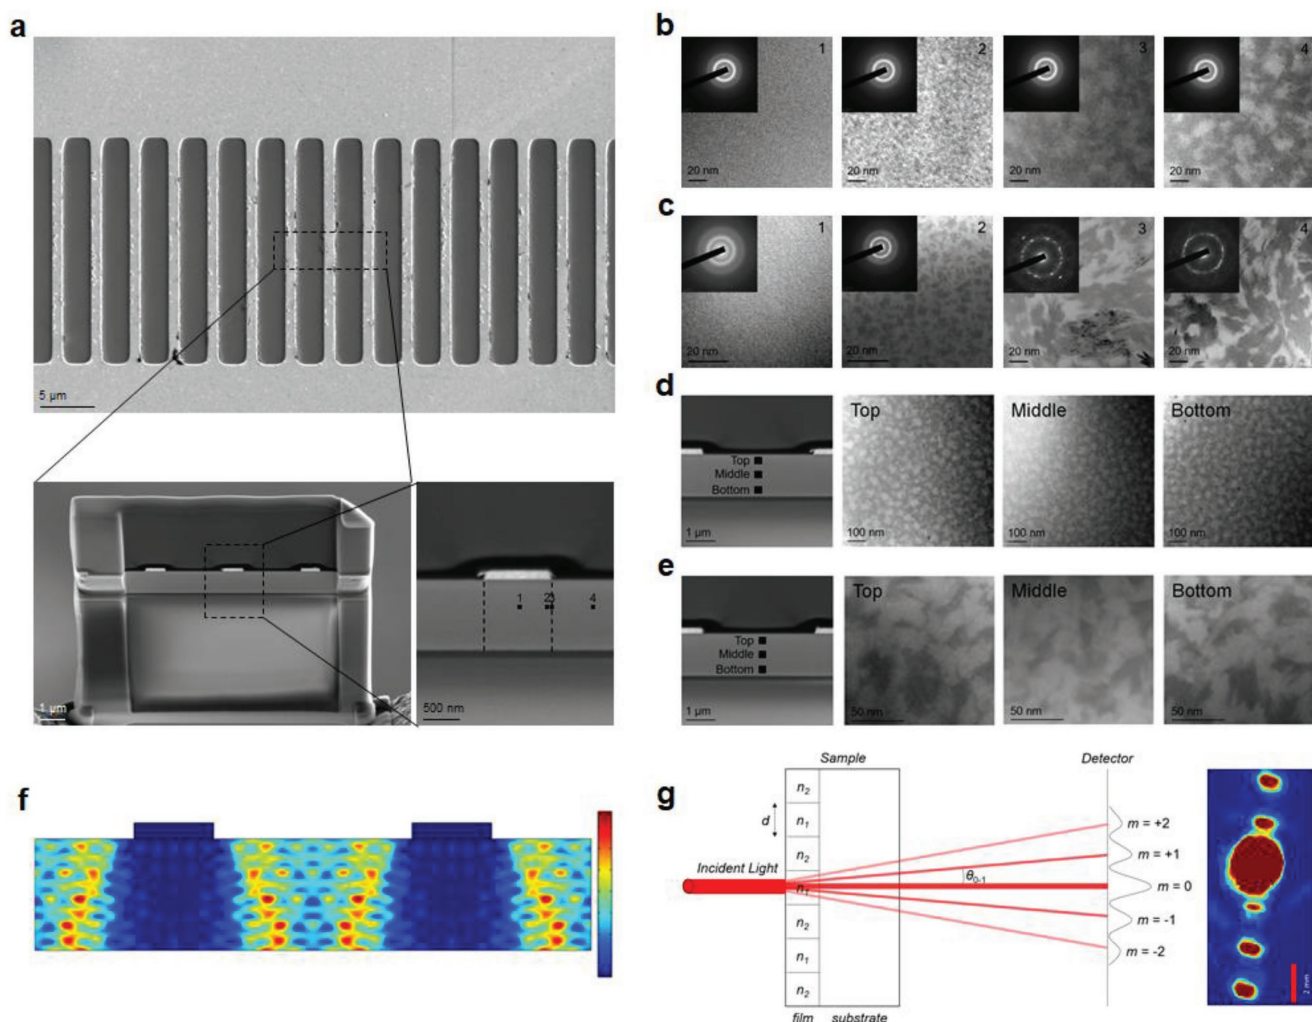 a
5 µm
1 µm
1
2
3
4
500 nm
b
1
20 nm
2
20 nm
3
20 nm
4
20 nm
c
1
20 nm
2
20 nm
3
20 nm
4
20 nm
d
Top
Middle
Bottom
1 µm
Top
100 nm
Middle
100 nm
Bottom
100 nm
e
Top
Middle
Bottom
1 µm
Top
50 nm
Middle
50 nm
Bottom
50 nm
f
g
Sample
Detector
n2
d
n1
n2
Incident Light
n1
θ0-1
n2
n1
n2
film
substrate
m = +2
m = +1
m = 0
m = -1
m = -2
2 mm